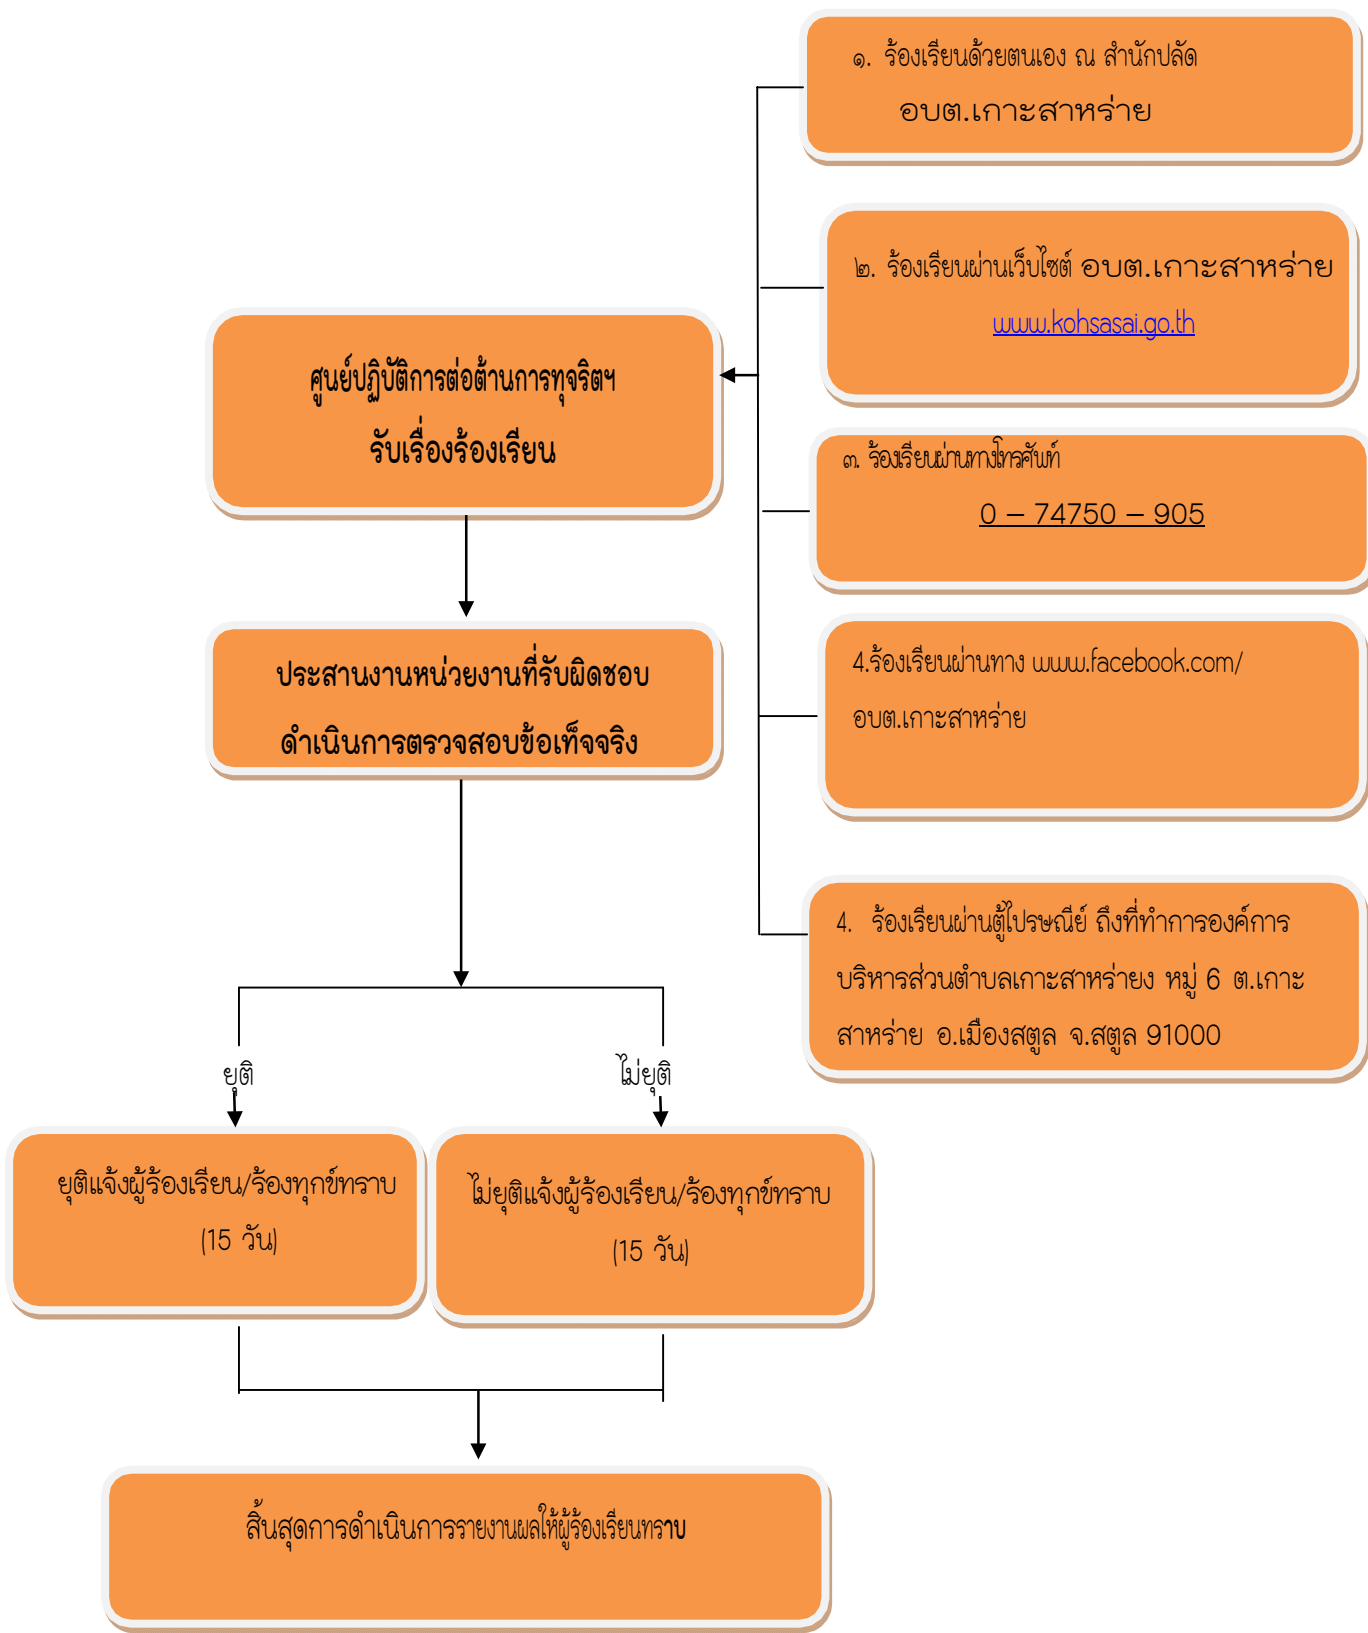 ๑. ร้องเรียนด้วยตนเอง ณ สำนักปลัด
อบต.เกาะสาหร่าย
๒. ร้องเรียนผ่านเว็บไซต์ อบต.เกาะสาหร่าย
www.kohsasai.go.th
ศูนย์ปฏิบัติการต่อต้านการทุจริตฯ
รับเรื่องร้องเรียน
๓. ร้องเรียนผ่านทางโทรศัพท์
0 – 74750 – 905
ประสานงานหน่วยงานที่รับผิดชอบ
ดำเนินการตรวจสอบข้อเท็จจริง
4.ร้องเรียนผ่านทาง www.facebook.com/
อบต.เกาะสาหร่าย
4. ร้องเรียนผ่านตู้ไปรษณีย์ ถึงที่ทำการองค์การ
บริหารส่วนตำบลเกาะสาหร่ายง หมู่ 6 ต.เกาะ
สาหร่าย อ.เมืองสตูล จ.สตูล 91000
ยุติ
ไม่ยุติ
ยุติแจ้งผู้ร้องเรียน/ร้องทุกข์ทราบ
(15 วัน)
ไม่ยุติแจ้งผู้ร้องเรียน/ร้องทุกข์ทราบ
(15 วัน)
สิ้นสุดการดำเนินการรายงานผลให้ผู้ร้องเรียนทราบ